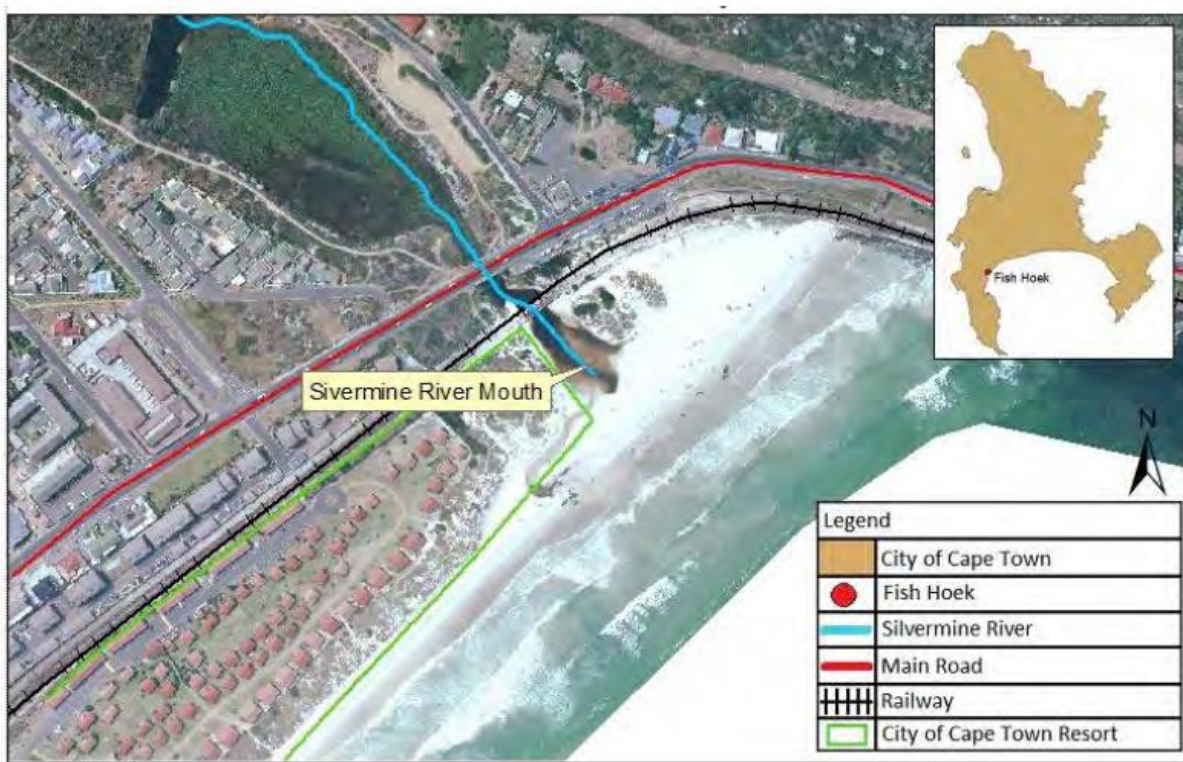 Fish Hoek
Sivermine River Mouth
N
Legend
City of Cape Town
Fish Hoek
Silvermine River
Main Road
Railway
City of Cape Town Resort